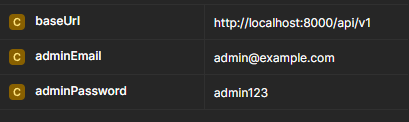 C baseUrl http://localhost:8000/api/v1
C adminEmail admin@example.com
C adminPassword admin123